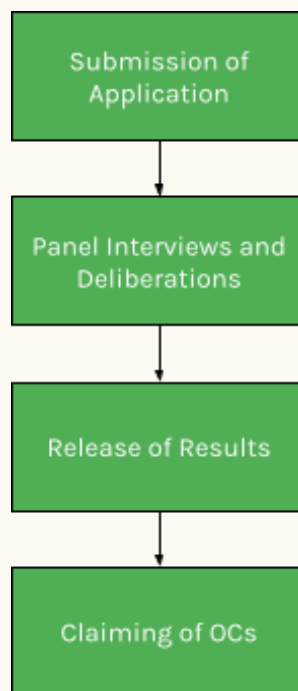 Submission of
Application
Panel Interviews and
Deliberations
Release of Results
Claiming of OCs